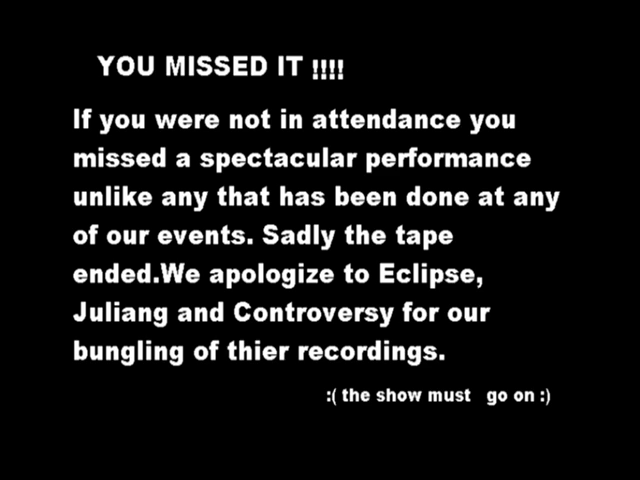 YOU MISSED IT !!!!
If you were not in attendance you
missed a spectacular performance
unlike any that has been done at any
of our events. Sadly the tape
ended.We apologize to Eclipse,
Juliang and Controversy for our
bungling of thier recordings.
:( the show must go on :)